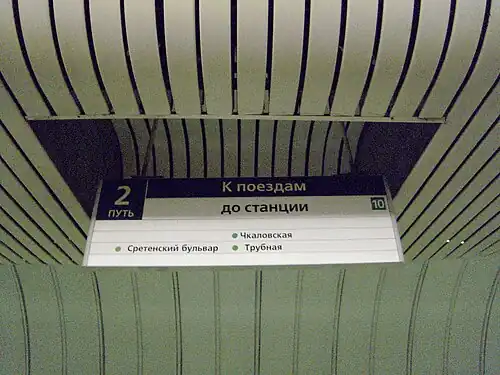 2
ПУТЬ
К поездам
до станции
10
Чкаловская
Сретенский бульвар
Трубная